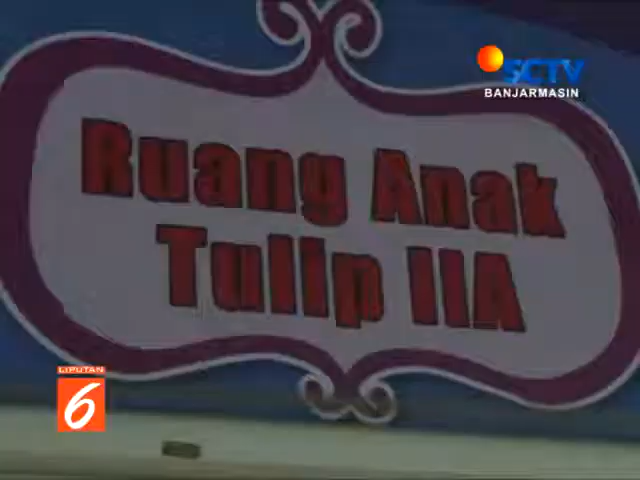 SCTV
BANJARMASIN
Ruang Anak
Tulip IIA
LIPUTAN
6